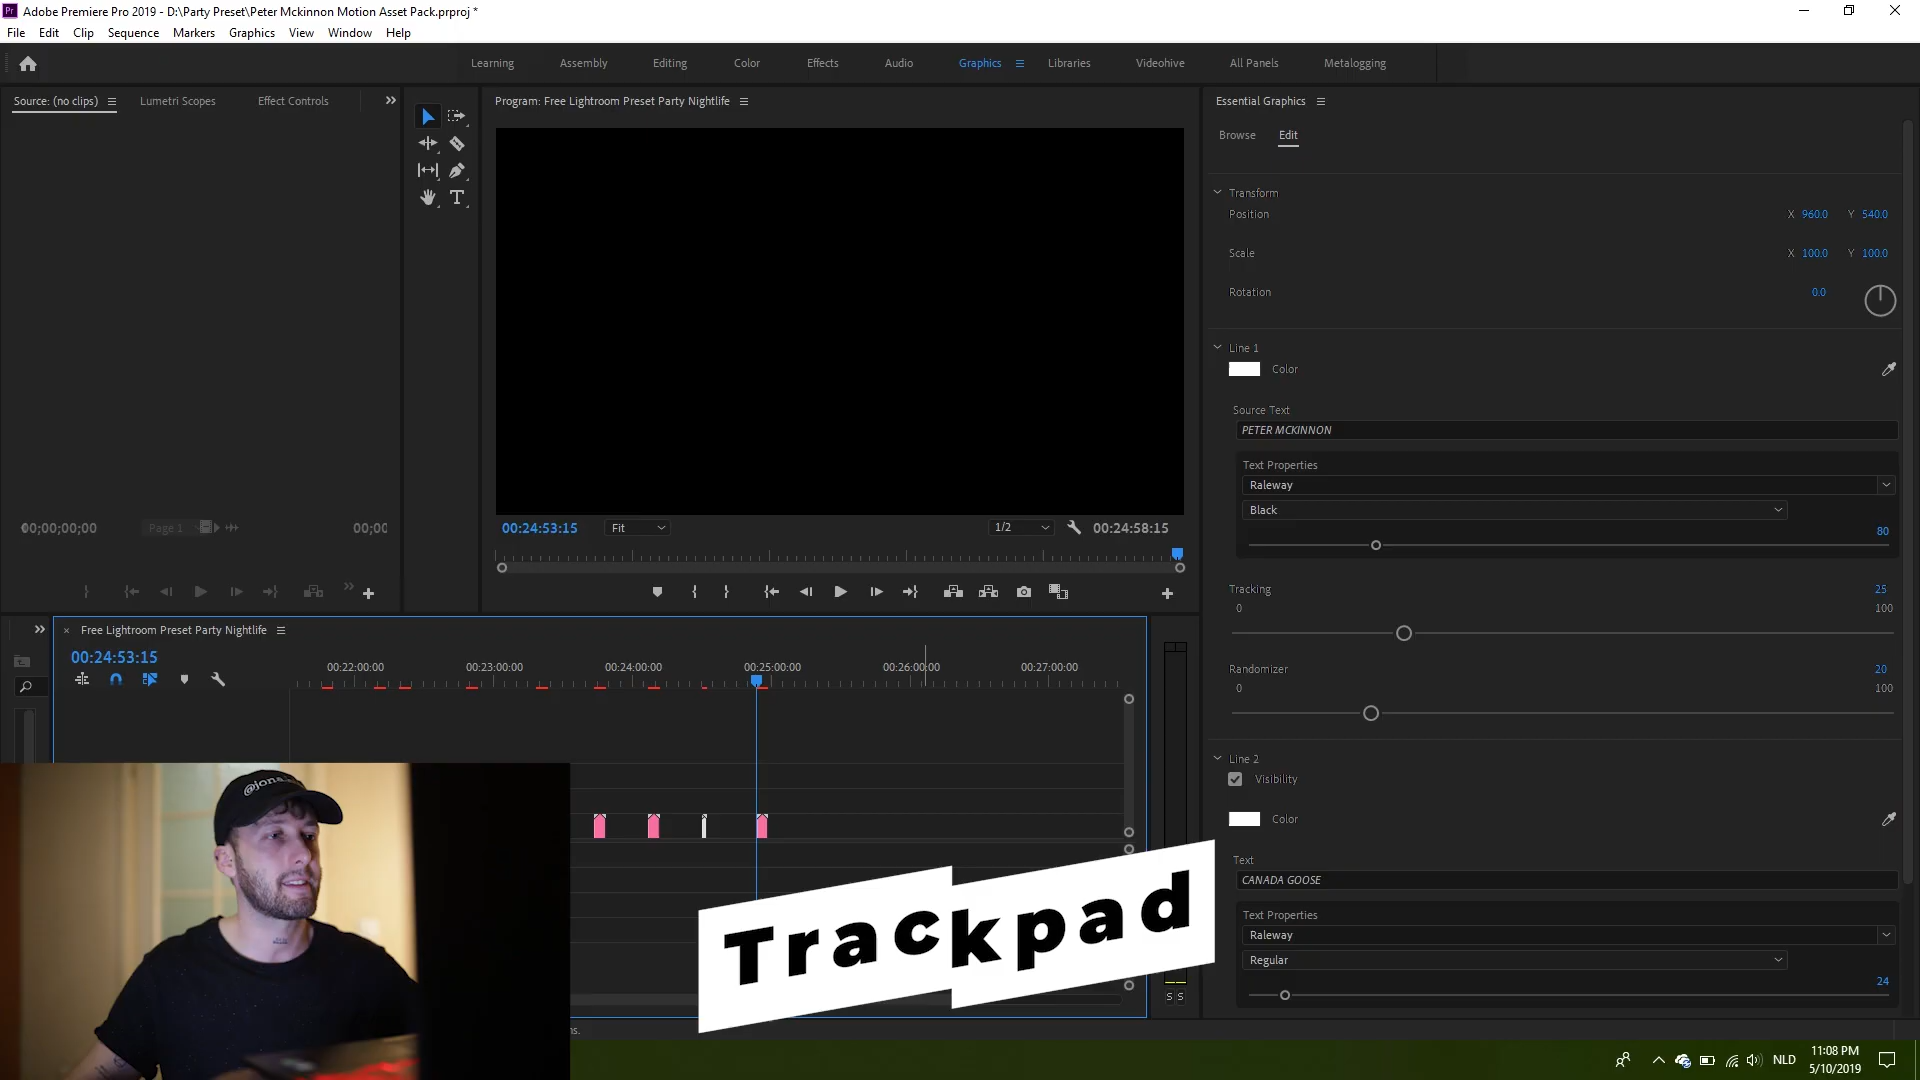 Pr Adobe Premiere Pro 2019 - D:\Party Preset\Peter Mckinnon Motion Asset Pack.prproj *
File Edit Clip Sequence Markers Graphics View Window Help
Learning Assembly Editing Color Effects Audio Graphics Libraries Videohive All Panels Metalogging
Source: (no clips) Lumetri Scopes Effect Controls
Program: Free Lightroom Preset Party Nightlife
Essential Graphics
Browse Edit
Transform
Position X 960.0 Y 540.0
Scale X 100.0 Y 100.0
Rotation 0.0
Line 1
Color
Source Text
PETER MCKINNON
Text Properties
Raleway
Black
80
00;00;00;00 Page 1 00;00
00:24:53:15 Fit 1/2 00:24:58:15
Tracking 25
0 100
Randomizer 20
0 100
Free Lightroom Preset Party Nightlife
00:24:53:15
00:22:00:00 00:23:00:00 00:24:00:00 00:25:00:00 00:26:00:00 00:27:00:00
Line 2
Visibility
Color
Text
CANADA GOOSE
Text Properties
Raleway
Regular
24
@jona
Trackpad
S S
ns.
NLD
11:08 PM
5/10/2019